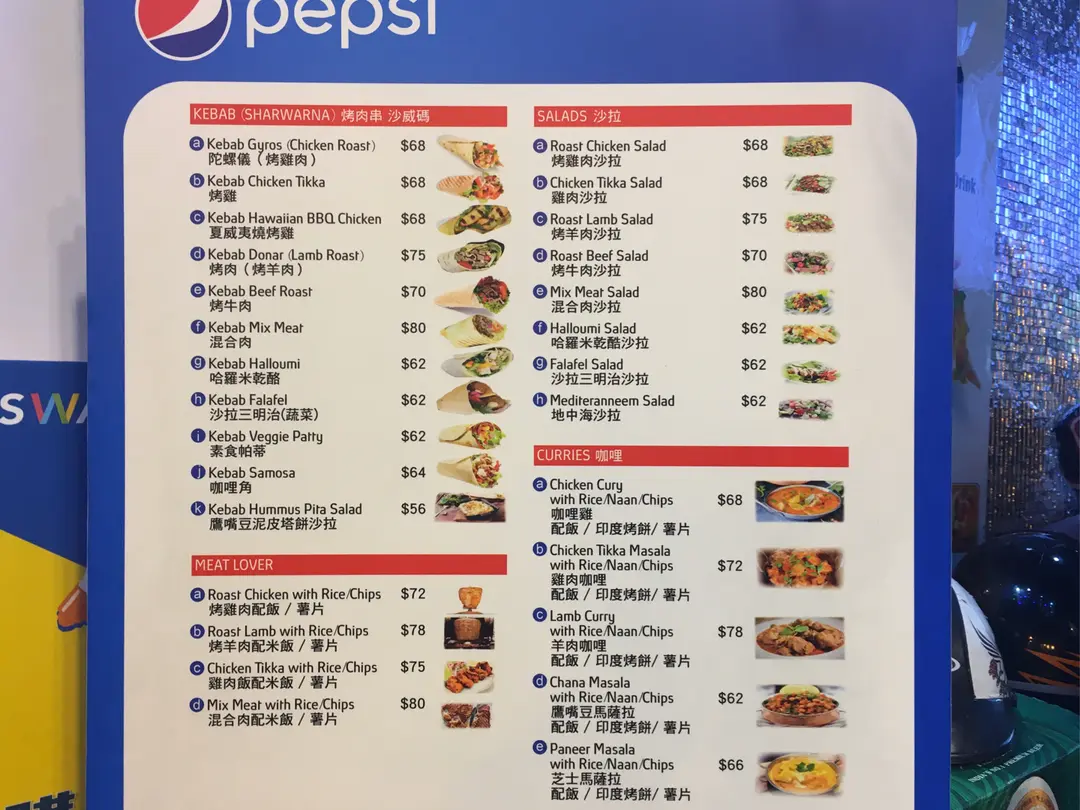 pepsi
KEBAB (SHARWARNA) 烤肉串 沙威碼
a Kebab Gyros (Chicken Roast) $68
陀螺儀（烤雞肉）
b Kebab Chicken Tikka $68
烤雞
c Kebab Hawaiian BBQ Chicken $68
夏威夷燒烤雞
d Kebab Donar (Lamb Roast) $75
烤肉（烤羊肉）
e Kebab Beef Roast $70
烤牛肉
f Kebab Mix Meat $80
混合肉
g Kebab Halloumi $62
哈羅米乾酪
h Kebab Falafel $62
沙拉三明治(蔬菜)
i Kebab Veggie Patty $62
素食帕蒂
j Kebab Samosa $64
咖哩角
k Kebab Hummus Pita Salad $56
鷹嘴豆泥皮塔餅沙拉
MEAT LOVER
a Roast Chicken with Rice/Chips $72
烤雞肉配飯 / 薯片
b Roast Lamb with Rice/Chips $78
烤羊肉配米飯 / 薯片
c Chicken Tikka with Rice/Chips $75
雞肉飯配米飯 / 薯片
d Mix Meat with Rice/Chips $80
混合肉配米飯 / 薯片
SALADS 沙拉
a Roast Chicken Salad $68
烤雞肉沙拉
b Chicken Tikka Salad $68
雞肉沙拉
c Roast Lamb Salad $75
烤羊肉沙拉
d Roast Beef Salad $70
烤牛肉沙拉
e Mix Meat Salad $80
混合肉沙拉
f Halloumi Salad $62
哈羅米乾酷沙拉
g Falafel Salad $62
沙拉三明治沙拉
h Mediteranneem Salad $62
地中海沙拉
CURRIES 咖哩
a Chicken Cury
with Rice/Naan/Chips $68
咖哩雞
配飯 / 印度烤餅/ 薯片
b Chicken Tikka Masala
with Rice/Naan/Chips $72
雞肉咖哩
配飯 / 印度烤餅/ 薯片
c Lamb Curry
with Rice/Naan/Chips $78
羊肉咖哩
配飯 / 印度烤餅/ 薯片
d Chana Masala
with Rice/Naan/Chips $62
鷹嘴豆馬薩拉
配飯 / 印度烤餅/ 薯片
e Paneer Masala
with Rice/Naan/Chips $66
芝士馬薩拉
配飯 / 印度烤餅/ 薯片
SWA
Drink
INDIA'S NO.1 PREMIUM BEER